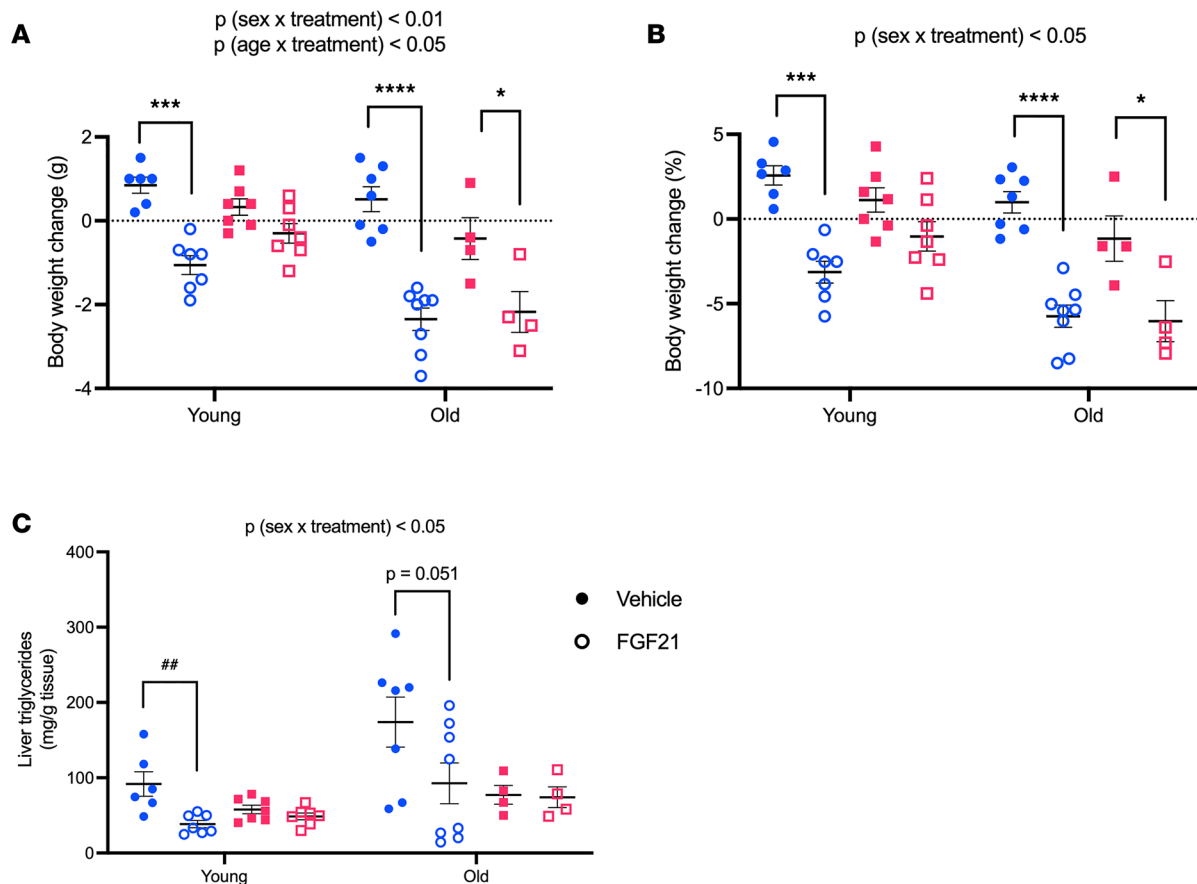 A
p (sex x treatment) < 0.01
p (age x treatment) < 0.05
***
****
*
Body weight change (g)
2
0
-2
-4
Young
Old
B
p (sex x treatment) < 0.05
***
****
*
Body weight change (%)
5
0
-5
-10
Young
Old
C
p (sex x treatment) < 0.05
##
p = 0.051
Liver triglycerides
(mg/g tissue)
400
300
200
100
0
Young
Old
Vehicle
FGF21